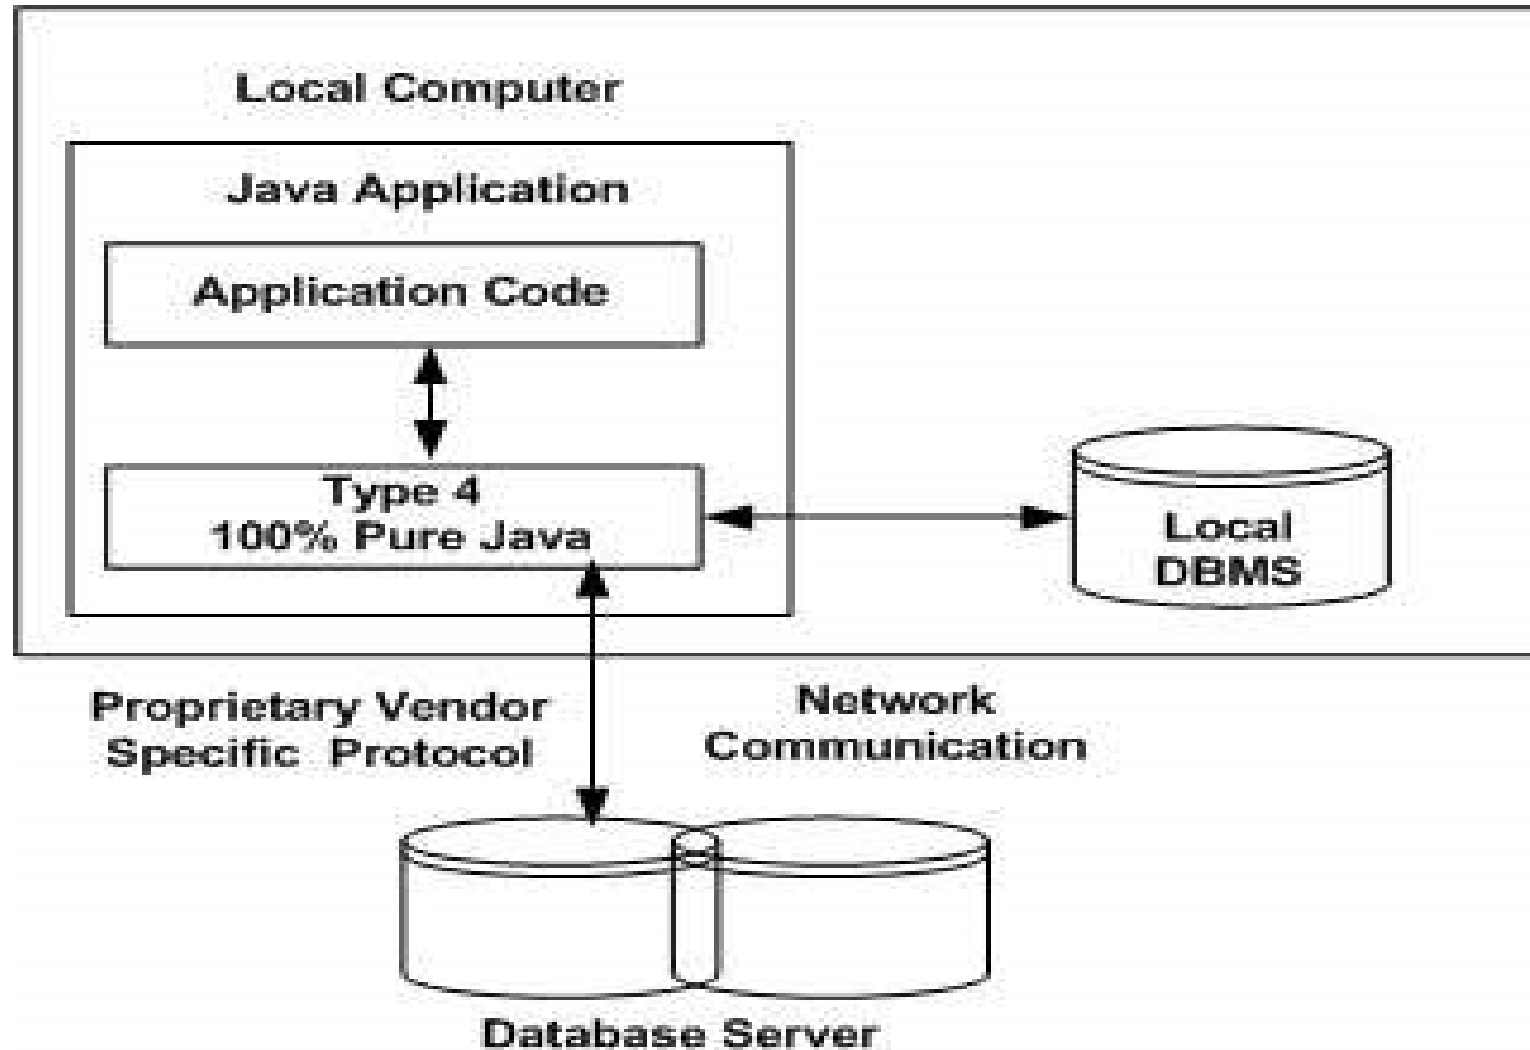 Local Computer
Java Application
Application Code
Type 4
100% Pure Java
Local
DBMS
Proprietary Vendor
Specific Protocol
Network
Communication
Database Server